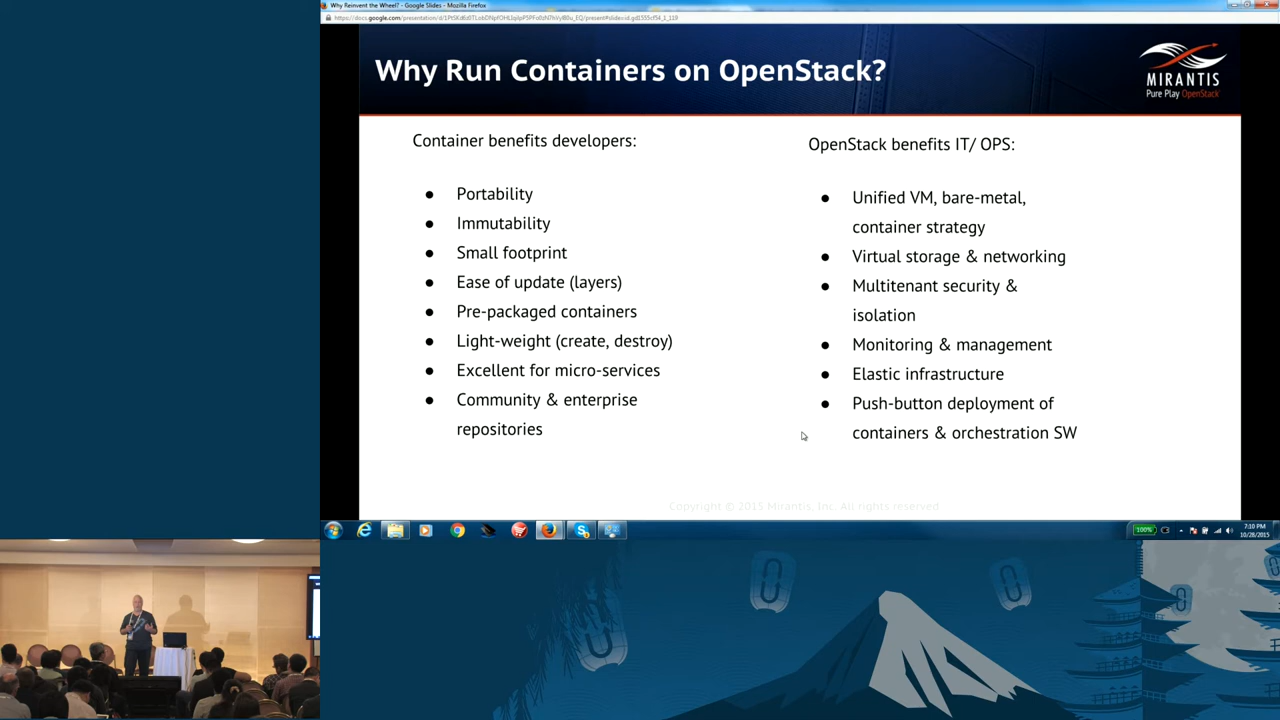 Why Reinvent the Wheel? - Google Slides - Mozilla Firefox
Why Run Containers on OpenStack?
MIRANTIS
Pure Play OpenStack
Container benefits developers:
● Portability
● Immutability
● Small footprint
● Ease of update (layers)
● Pre-packaged containers
● Light-weight (create, destroy)
● Excellent for micro-services
● Community & enterprise
repositories
OpenStack benefits IT/ OPS:
● Unified VM, bare-metal,
container strategy
● Virtual storage & networking
● Multitenant security &
isolation
● Monitoring & management
● Elastic infrastructure
● Push-button deployment of
containers & orchestration SW
Copyright © 2015 Mirantis, Inc. All rights reserved
100%
7:10 PM
10/28/2015